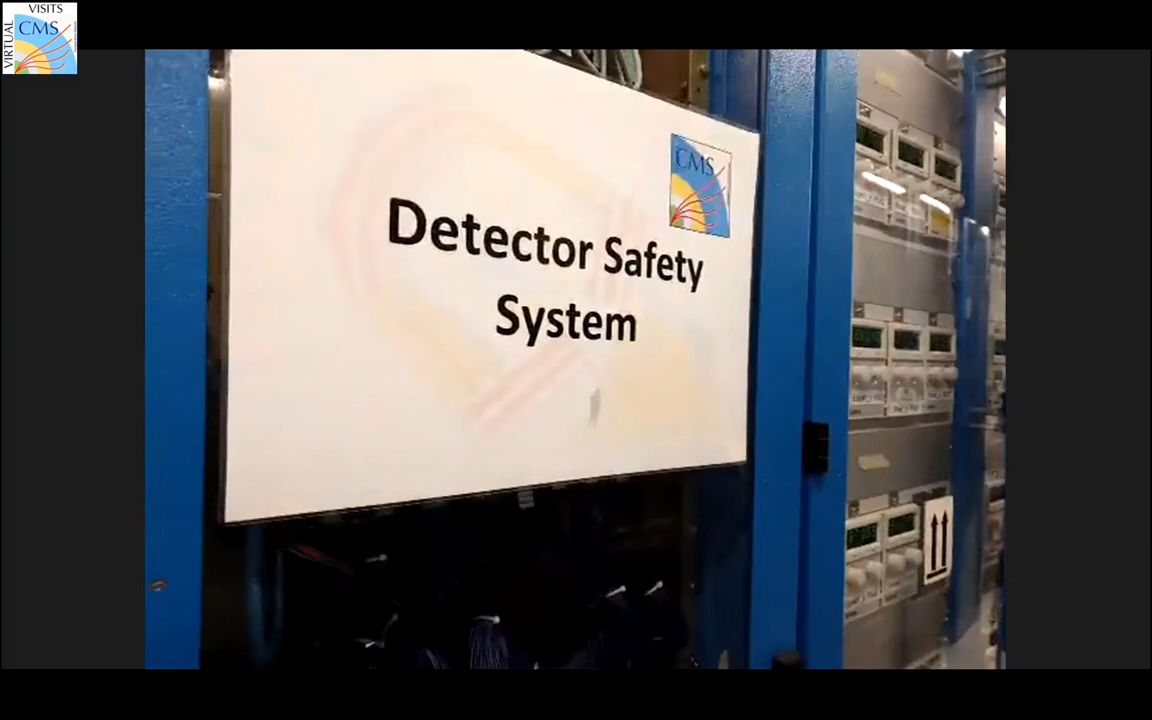 VISITS
VIRTUAL
CMS
CMS
Detector Safety
System